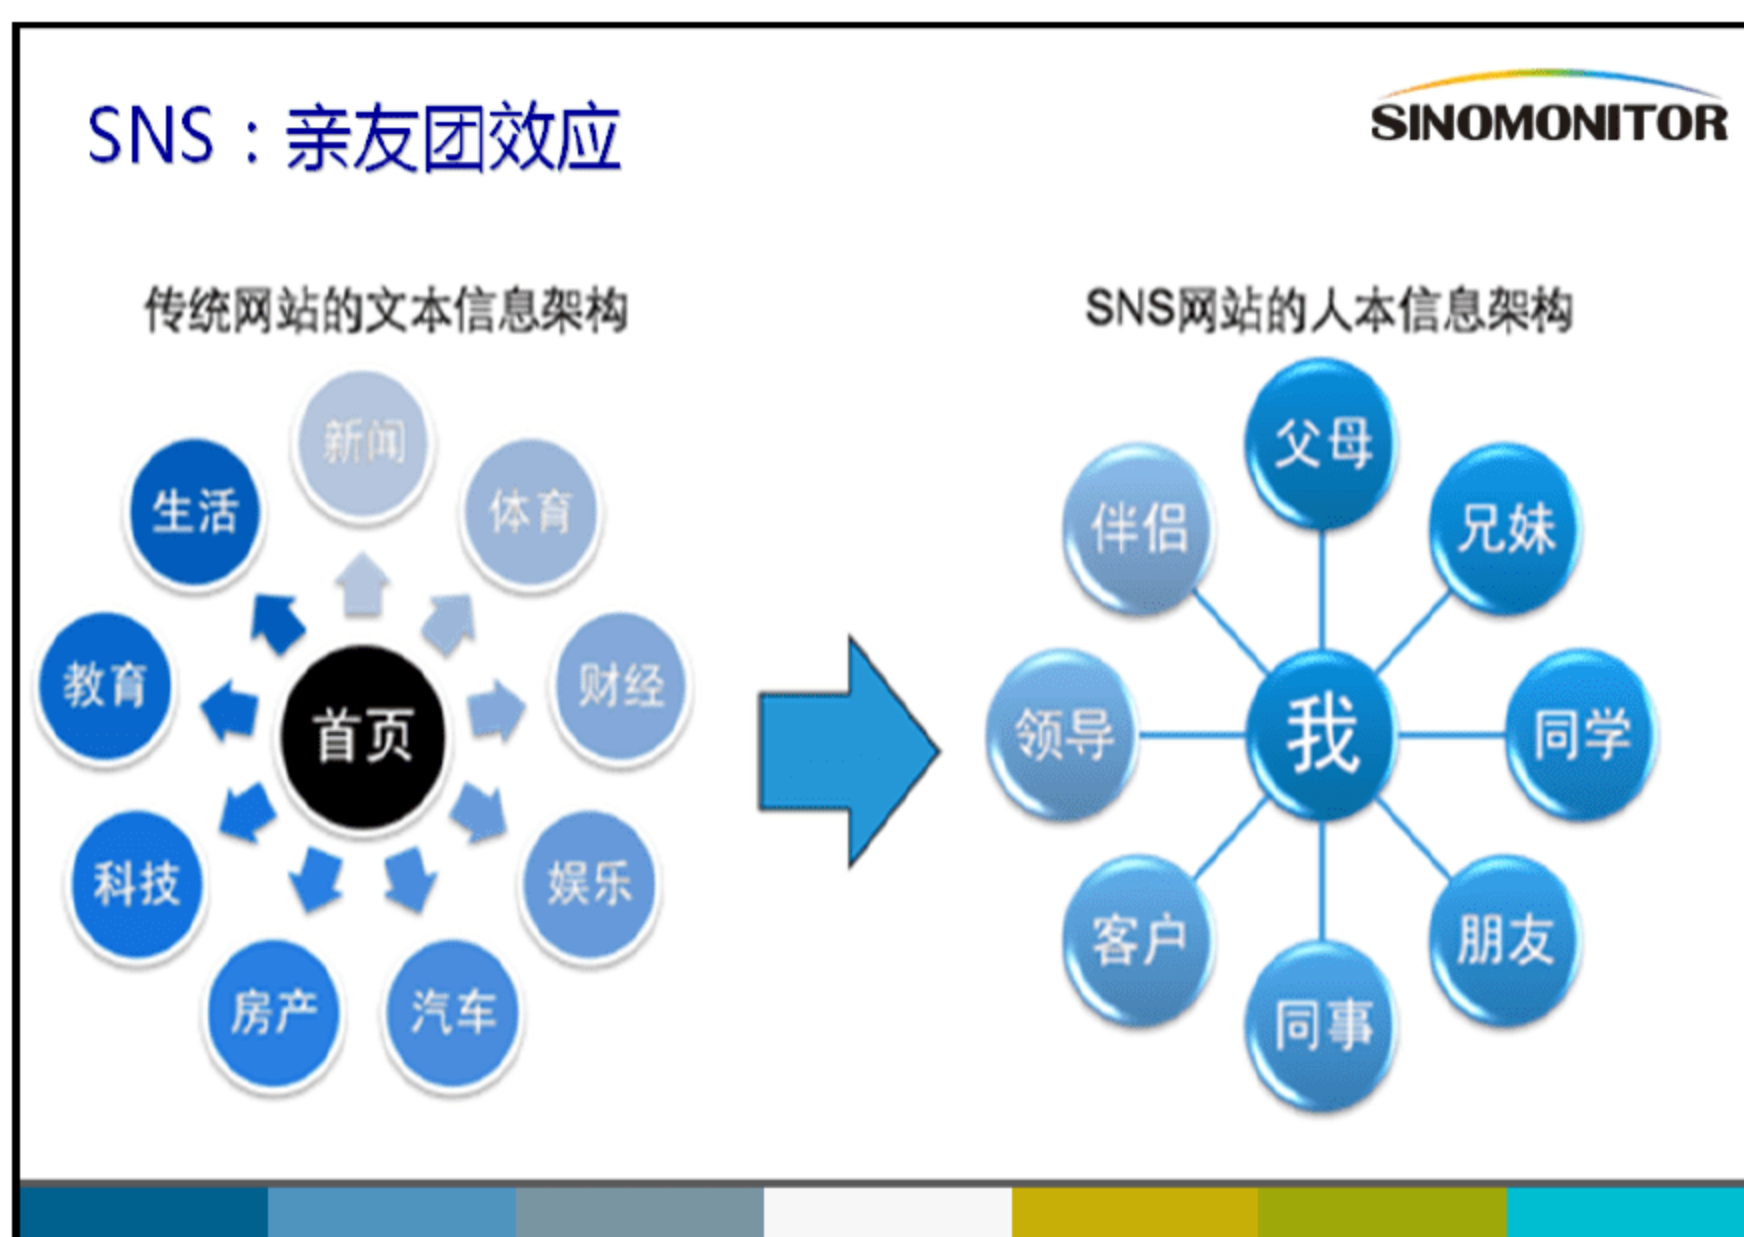 SNS：亲友团效应
SINOMONITOR
传统网站的文本信息架构
新闻
体育
财经
娱乐
汽车
房产
科技
教育
生活
首页
SNS网站的人本信息架构
父母
兄妹
同学
朋友
同事
客户
领导
伴侣
我